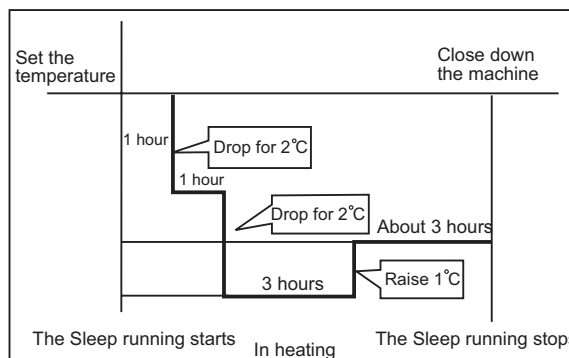 Set the
temperature
Close down
the machine
1 hour
Drop for 2℃
1 hour
Drop for 2℃
About 3 hours
3 hours
Raise 1℃
The Sleep running starts
In heating
The Sleep running stops